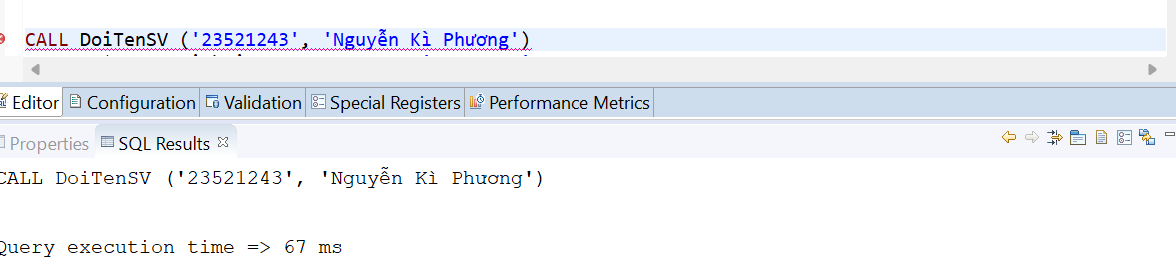 CALL DoiTenSV ('23521243', 'Nguyễn Kì Phương')
Editor Configuration Validation Special Registers Performance Metrics
Properties SQL Results
CALL DoiTenSV ('23521243', 'Nguyễn Kì Phương')
Query execution time => 67 ms